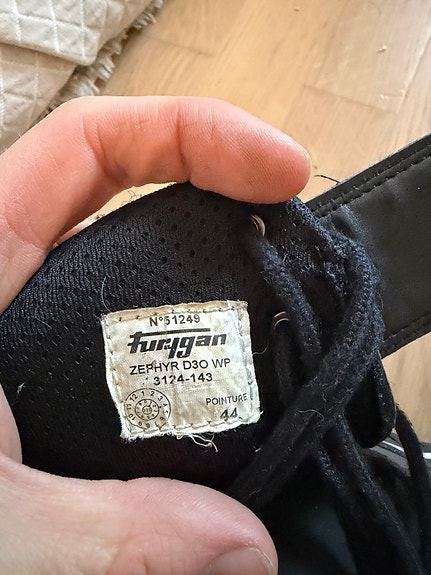 N°51249
furygan
ZEPHYR D3O WP
3124-143
POINTURE
44